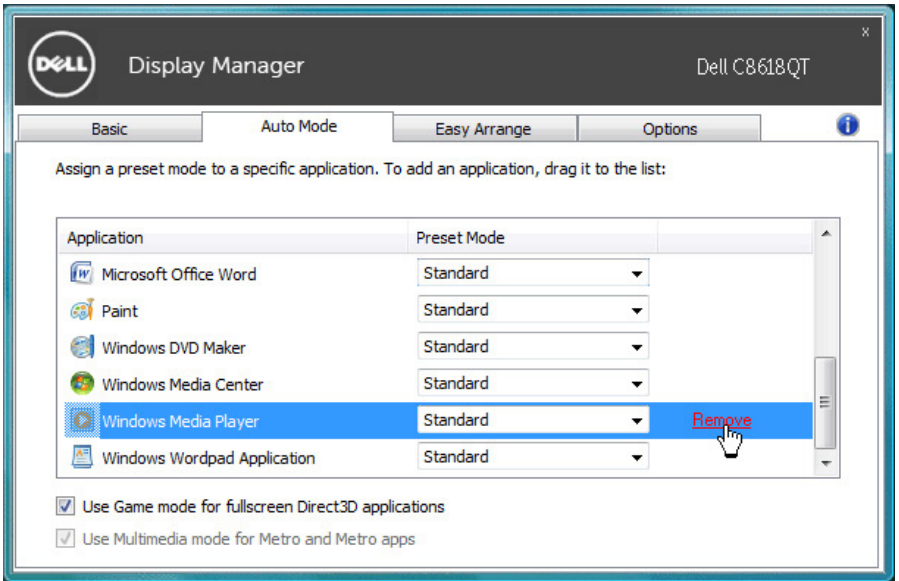 DELL Display Manager Dell C8618QT x
Basic Auto Mode Easy Arrange Options i
Assign a preset mode to a specific application. To add an application, drag it to the list:
Application Preset Mode
Microsoft Office Word Standard
Paint Standard
Windows DVD Maker Standard
Windows Media Center Standard
Windows Media Player Standard Remove
Windows Wordpad Application Standard
Use Game mode for fullscreen Direct3D applications
Use Multimedia mode for Metro and Metro apps